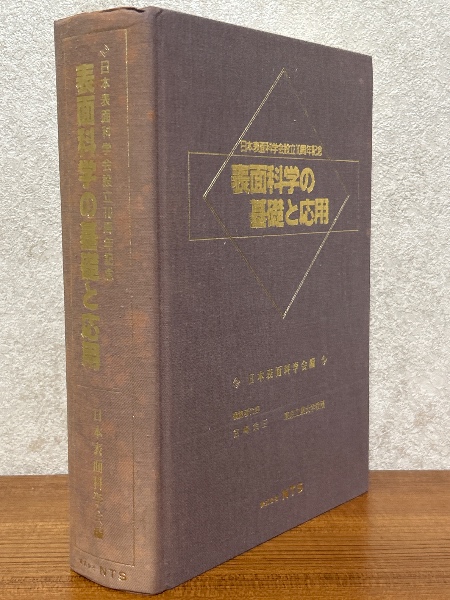 日本表面科学会設立10周年記念
表面科学の基礎と応用
日本表面科学会編
NTS
日本表面科学会設立10周年記念
表面科学の
基礎と応用
日本表面科学会編
NTS